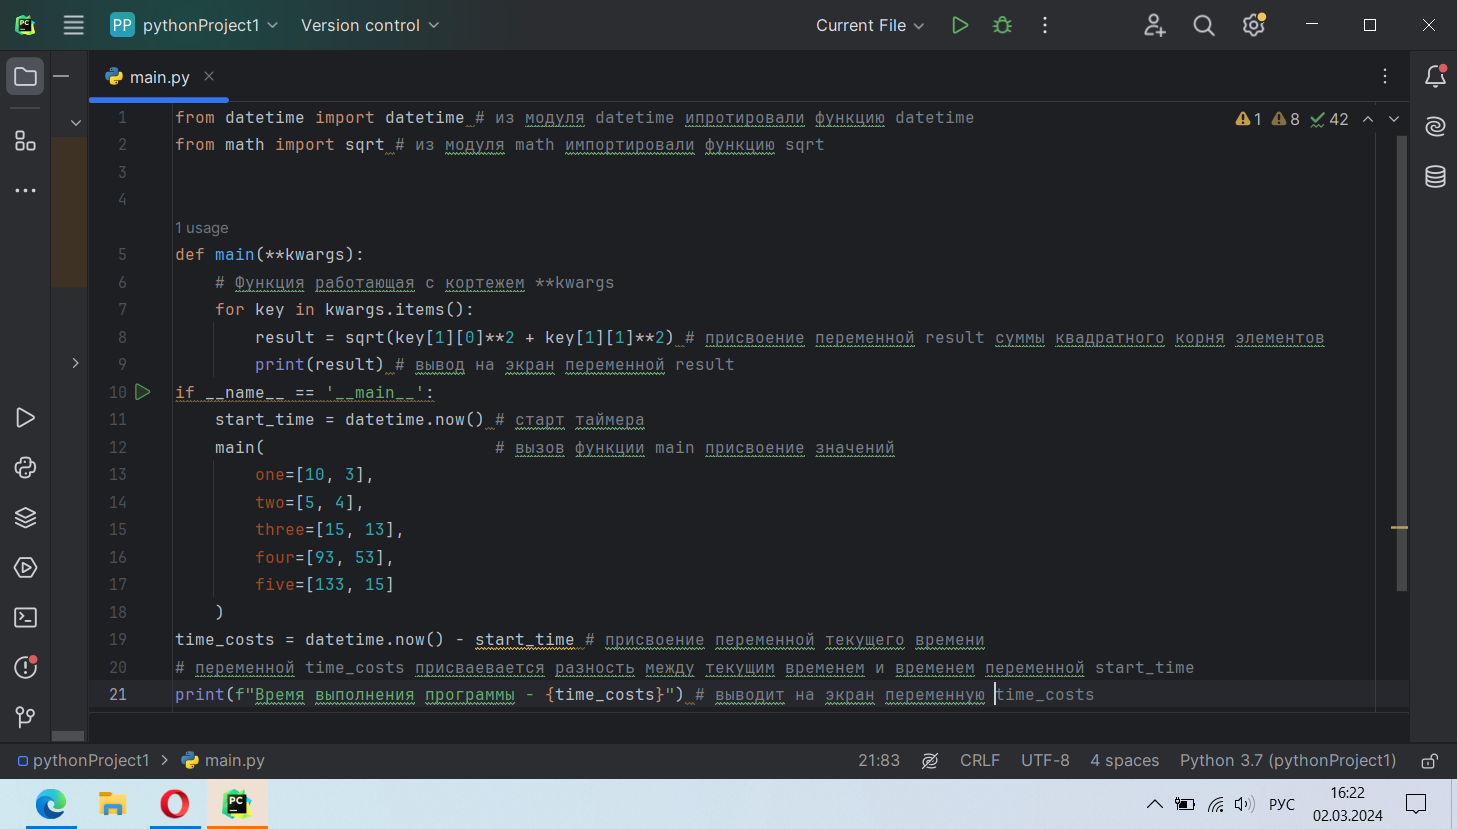 PP pythonProject1 Version control Current File
main.py
1 from datetime import datetime # из модуля datetime ипротировали функцию datetime
1 8 42
2 from math import sqrt # из модуля math импортировали функцию sqrt
3
4
1 usage
5 def main(**kwargs):
6 # Функция работающая с кортежем **kwargs
7 for key in kwargs.items():
8 result = sqrt(key[1][0]**2 + key[1][1]**2) # присвоение переменной result суммы квадратного корня элементов
9 print(result) # вывод на экран переменной result
10 if __name__ == '__main__':
11 start_time = datetime.now() # старт таймера
12 main( # вызов функции main присвоение значений
13 one=[10, 3],
14 two=[5, 4],
15 three=[15, 13],
16 four=[93, 53],
17 five=[133, 15]
18 )
19 time_costs = datetime.now() - start_time # присвоение переменной текущего времени
20 # переменной time_costs присваевается разность между текущим временем и временем переменной start_time
21 print(f"Время выполнения программы - {time_costs}") # выводит на экран переменную time_costs
pythonProject1 > main.py 21:83 CRLF UTF-8 4 spaces Python 3.7 (pythonProject1)
PC РУС 16:22
02.03.2024